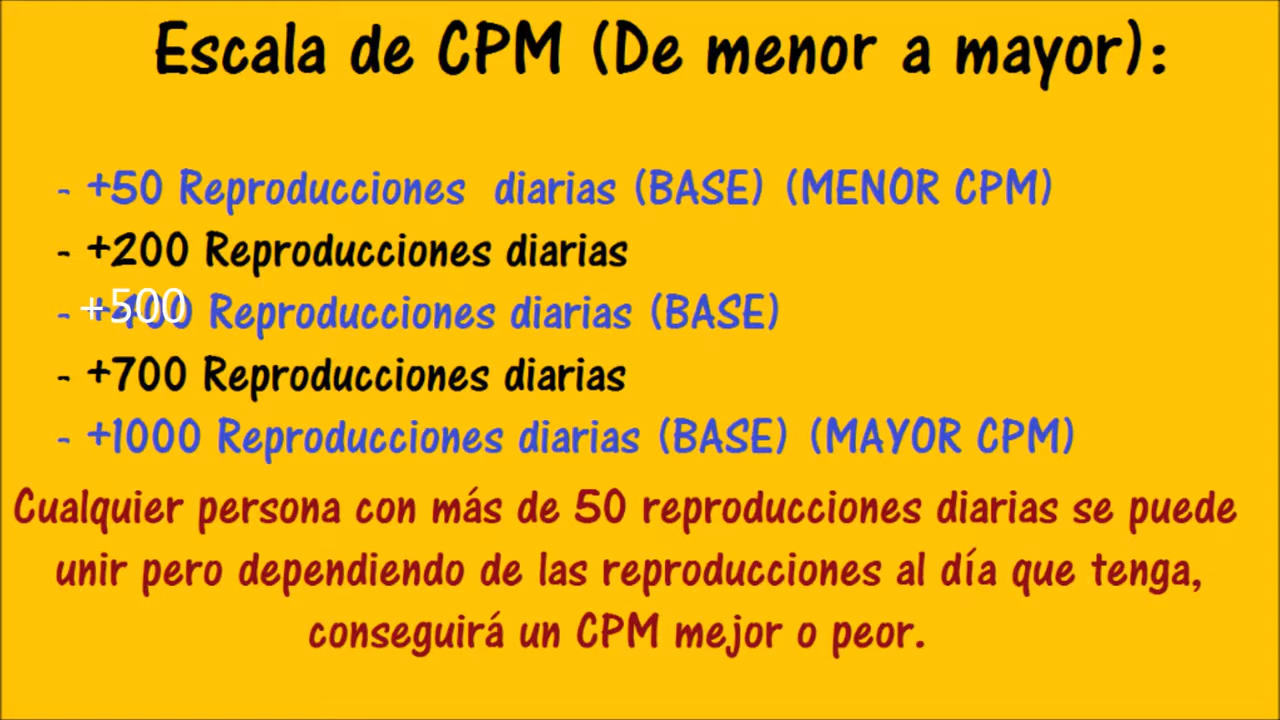 Escala de CPM (De menor a mayor):
- +50 Reproducciones diarias (BASE) (MENOR CPM)
- +200 Reproducciones diarias
- +500 Reproducciones diarias (BASE)
- +700 Reproducciones diarias
- +1000 Reproducciones diarias (BASE) (MAYOR CPM)
Cualquier persona con más de 50 reproducciones diarias se puede
unir pero dependiendo de las reproducciones al día que tenga,
conseguirá un CPM mejor o peor.